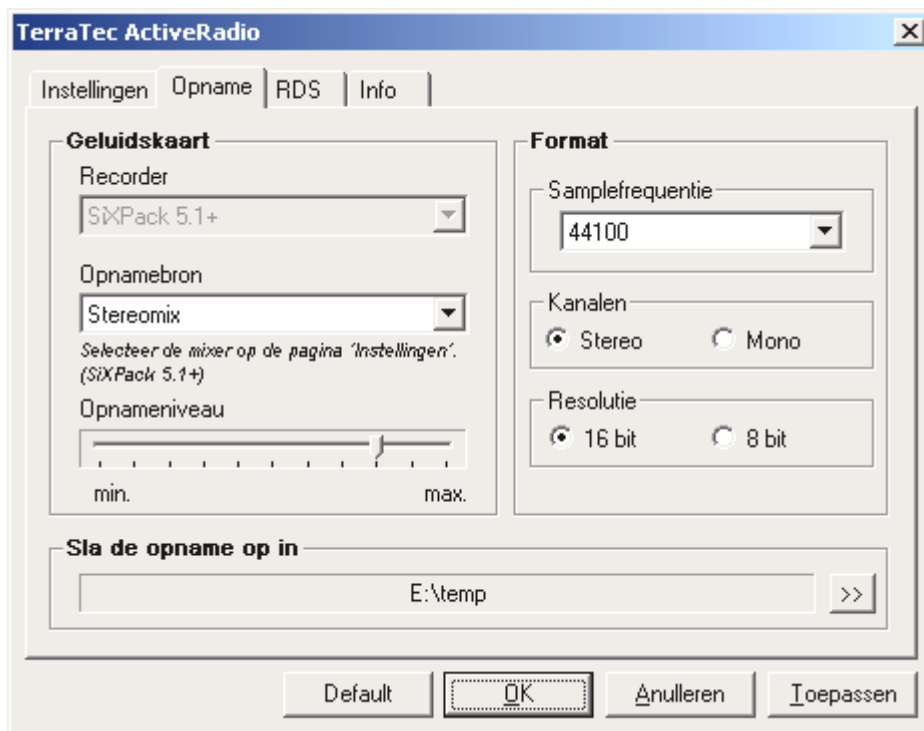 TerraTec ActiveRadio
Instellingen Opname RDS Info
Geluidskaart
Recorder
SiXPack 5.1+
Opnamebron
Stereomix
Selecteer de mixer op de pagina 'Instellingen'.
(SiXPack 5.1+)
Opnameniveau
min. max.
Format
Samplefrequentie
44100
Kanalen
Stereo Mono
Resolutie
16 bit 8 bit
Sla de opname op in
E:\temp >>
Default OK Anulleren Toepassen